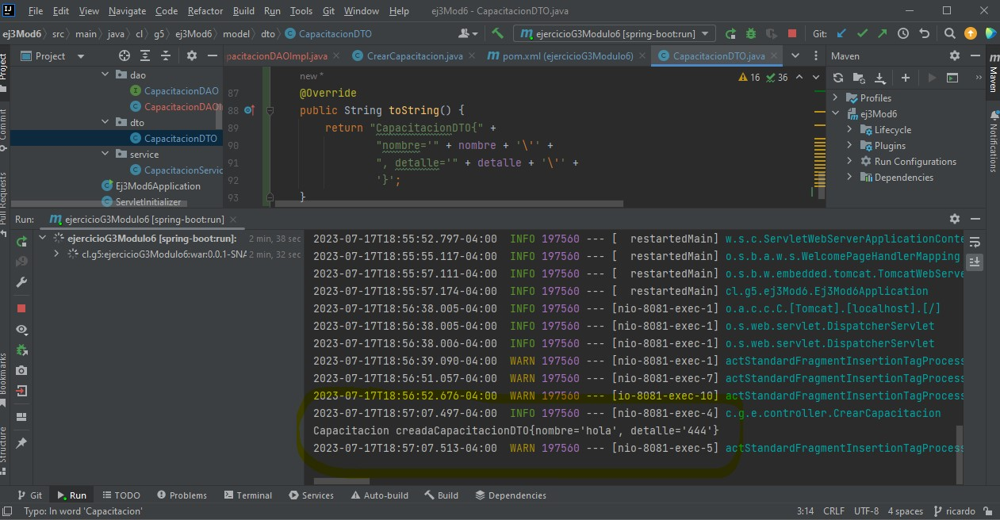 File Edit View Navigate Code Refactor Build Run Tools Git Window Help ej3Mod6 - CapacitacionDTO.java
ej3Mod6 src main java cl g5 ej3Mod6 model dto CapacitacionDTO ejercicioG3Modulo6 [spring-boot:run] Git:
Project
Project
pacitacionDAOImpl.java CrearCapacitacion.java pom.xml (ejercicioG3Modulo6) CapacitacionDTO.java
Maven
Maven
Notifications
Commit
Pull Requests
Bookmarks
Structure
dao
CapacitacionDAO
CapacitacionDAOI
dto
CapacitacionDTO
service
CapacitacionServic
Ej3Mod6Application
ServletInitializer
new *
16 36
87 @Override
88 public String toString() {
89 return "CapacitacionDTO{" +
90 "nombre='" + nombre + '\'' +
91 ", detalle='" + detalle + '\'' +
92 '}';
93 }
Profiles
ej3Mod6
Lifecycle
Plugins
Run Configurations
Dependencies
Run: ejercicioG3Modulo6 [spring-boot:run]
ejercicioG3Modulo6 [spring-boot:run]: 2 min, 38 sec
cl.g5:ejercicioG3Modulo6:war:0.0.1-SNA 2 min, 32 sec
2023-07-17T18:55:52.797-04:00 INFO 197560 --- [ restartedMain] w.s.c.ServletWebServerApplicationConte
2023-07-17T18:55:55.117-04:00 INFO 197560 --- [ restartedMain] o.s.b.a.w.s.WelcomePageHandlerMapping
2023-07-17T18:55:57.111-04:00 INFO 197560 --- [ restartedMain] o.s.b.w.embedded.tomcat.TomcatWebServe
2023-07-17T18:55:57.174-04:00 INFO 197560 --- [ restartedMain] cl.g5.ej3Mod6.Ej3Mod6Application
2023-07-17T18:56:38.005-04:00 INFO 197560 --- [nio-8081-exec-1] o.a.c.c.C.[Tomcat].[localhost].[/]
2023-07-17T18:56:38.005-04:00 INFO 197560 --- [nio-8081-exec-1] o.s.web.servlet.DispatcherServlet
2023-07-17T18:56:38.006-04:00 INFO 197560 --- [nio-8081-exec-1] o.s.web.servlet.DispatcherServlet
2023-07-17T18:56:39.090-04:00 WARN 197560 --- [nio-8081-exec-1] actStandardFragmentInsertionTagProcess
2023-07-17T18:56:51.057-04:00 WARN 197560 --- [nio-8081-exec-7] actStandardFragmentInsertionTagProcess
2023-07-17T18:56:52.676-04:00 WARN 197560 --- [io-8081-exec-10] actStandardFragmentInsertionTagProcess
2023-07-17T18:57:07.497-04:00 INFO 197560 --- [nio-8081-exec-4] c.g.e.controller.CrearCapacitacion
Capacitacion creadaCapacitacionDTO{nombre='hola', detalle='444'}
2023-07-17T18:57:07.513-04:00 WARN 197560 --- [nio-8081-exec-5] actStandardFragmentInsertionTagProcess
Git Run TODO Problems Terminal Services Auto-build Build Dependencies
Typo: In word 'Capacitacion' 3:14 CRLF UTF-8 4 spaces ricardo